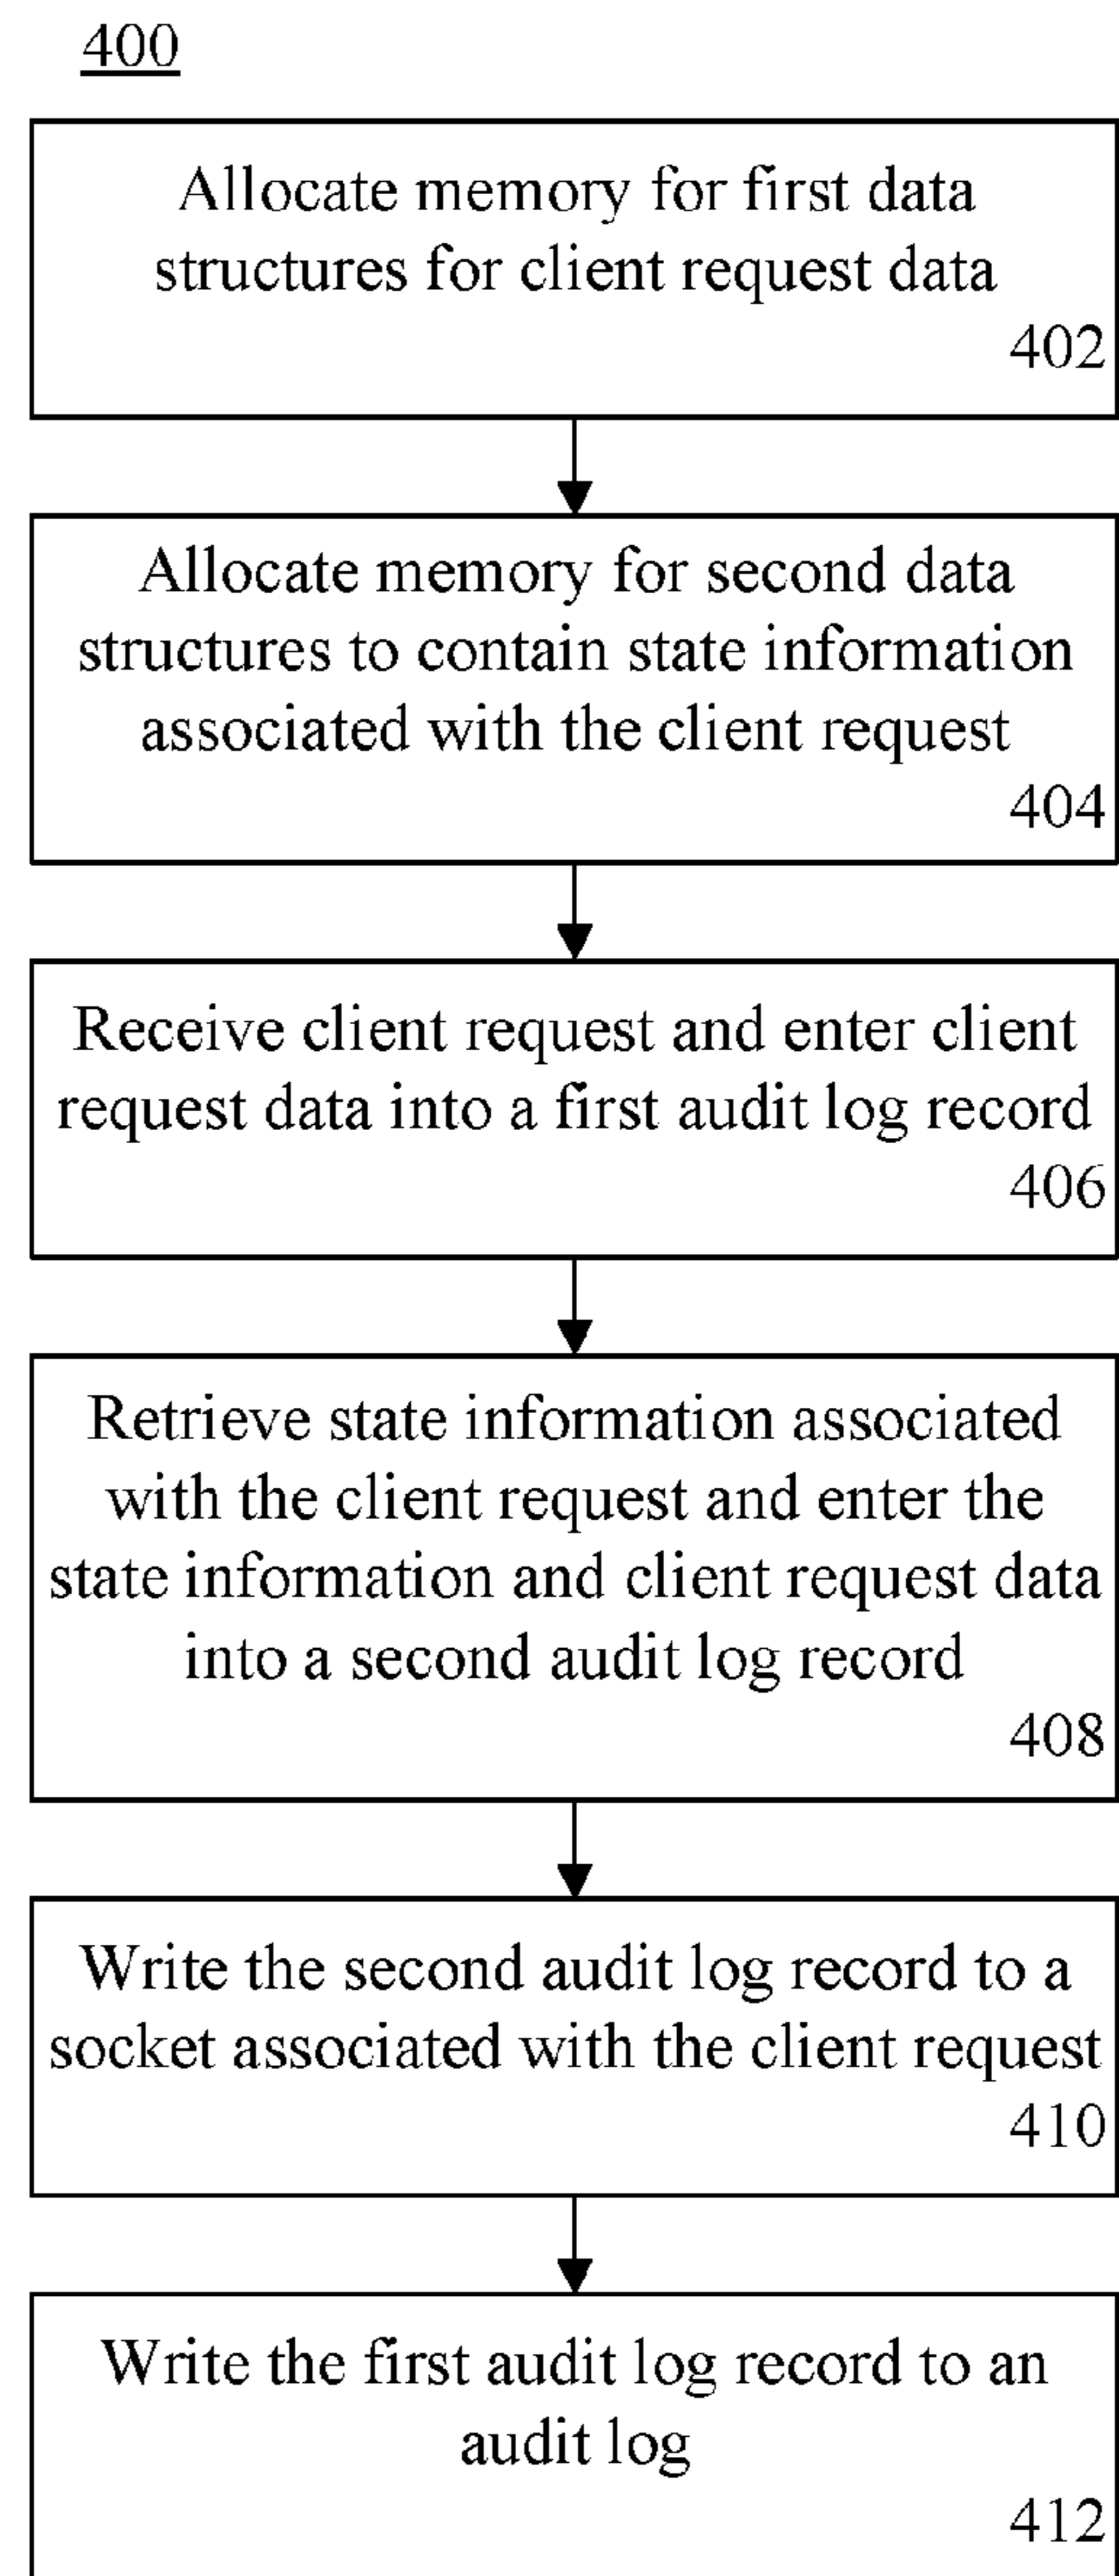 400
Allocate memory for first data
structures for client request data
402
Allocate memory for second data
structures to contain state information
associated with the client request
404
Receive client request and enter client
request data into a first audit log record
406
Retrieve state information associated
with the client request and enter the
state information and client request data
into a second audit log record
408
Write the second audit log record to a
socket associated with the client request
410
Write the first audit log record to an
audit log
412